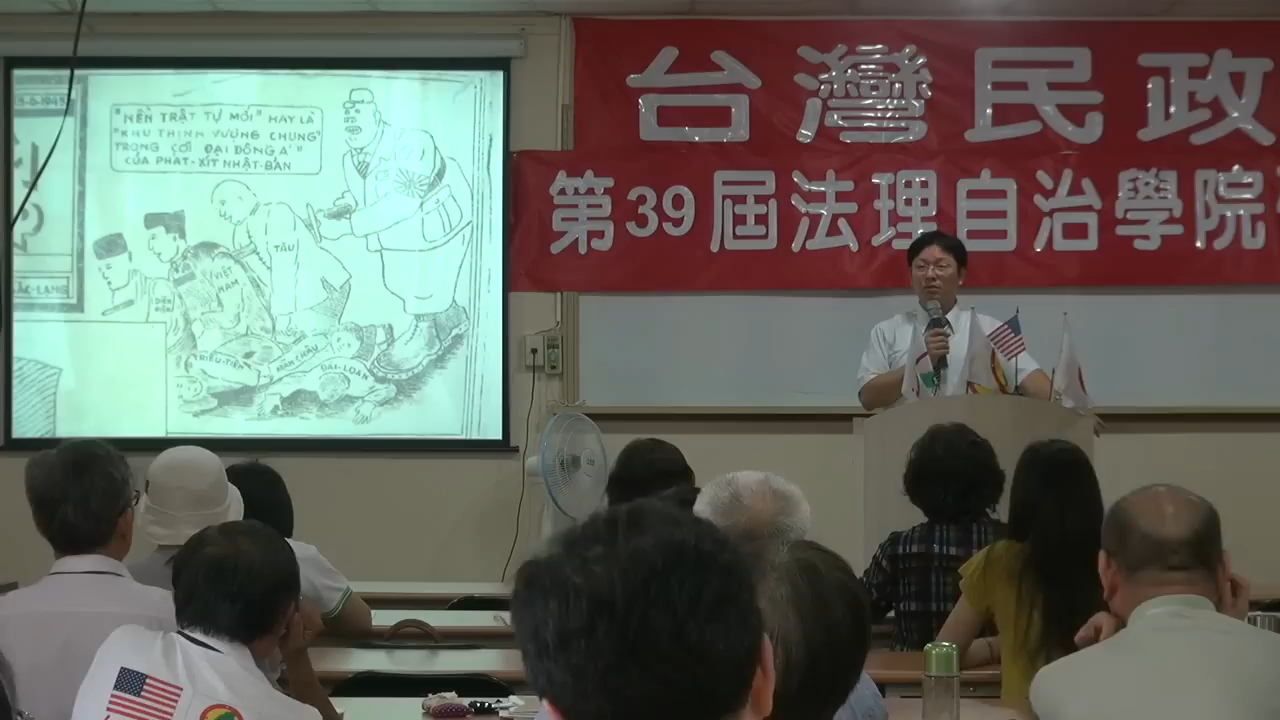 "NỀN TRẬT TỰ MỚI" HAY LÀ
"KHU THỊNH VƯỢNG CHUNG"
TRONG CÕI ĐẠI ĐÔNG Á"
CỦA PHÁT-XÍT NHẬT-BẢN
TÀU
VIỆT
NAM
TRIỀU-TIÊN
MÃN CHÂU
ĐÀI-LOAN
台灣民政
第39屆法理自治學院